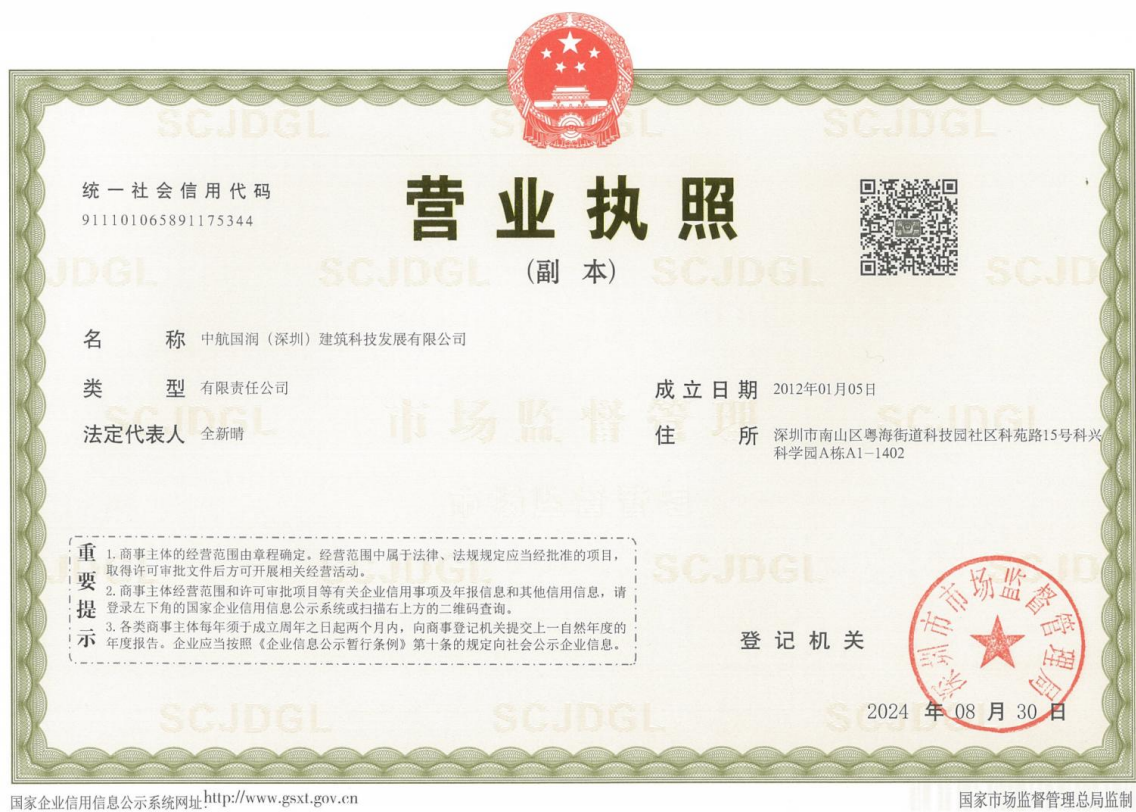 统一社会信用代码
911101065891175344
营业执照
(副 本)
名 称 中航国润(深圳)建筑科技发展有限公司
类 型 有限责任公司
法定代表人 全新晴
成立日期 2012年01月05日
住 所 深圳市南山区粤海街道科技园社区科苑路15号科兴
科学园A栋A1-1402
重要提示
1.商事主体的经营范围由章程确定。经营范围中属于法律、法规规定应当经批准的项目,
取得许可审批文件后方可开展相关经营活动。
2.商事主体经营范围和许可审批项目等有关企业信用事项及年报信息和其他信用信息,请
登录左下角的国家企业信用信息公示系统或扫描右上方的二维码查询。
3.各类商事主体每年须于成立周年之日起两个月内,向商事登记机关提交上一自然年度的
年度报告。企业应当按照《企业信息公示暂行条例》第十条的规定向社会公示企业信息。
登记机关
深圳市市场监督管理局
2024 年 08 月 30 日
SCJDGL
市场监督管理
国家企业信用信息公示系统网址:http://www.gsxt.gov.cn
国家市场监督管理总局监制